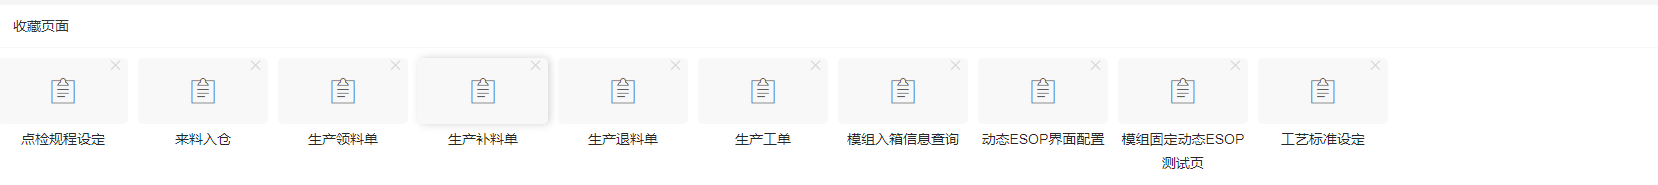 收藏页面
点检规程设定
来料入仓
生产领料单
生产补料单
生产退料单
生产工单
模组入箱信息查询
动态ESOP界面配置
模组固定动态ESOP
测试页
工艺标准设定